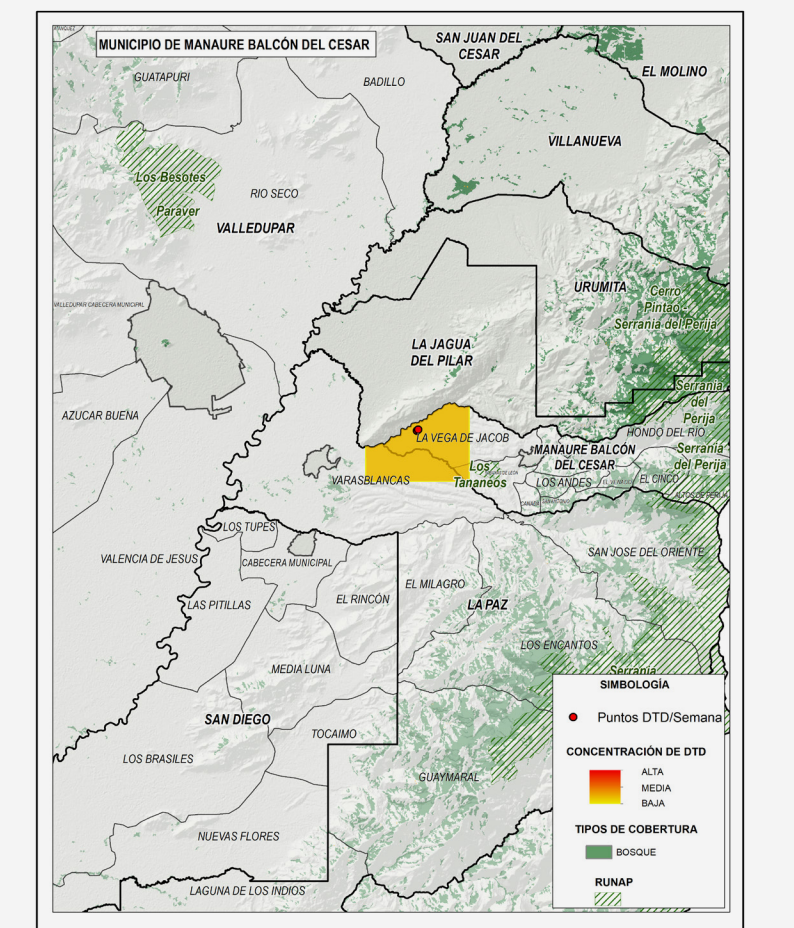 MUNICIPIO DE MANAURE BALCÓN DEL CESAR
SAN JUAN DEL
CESAR
EL MOLINO
GUATAPURI
BADILLO
VILLANUEVA
Los Besotes
Paraver
RIO SECO
VALLEDUPAR
URUMITA
Cerro
Pintao -
Serrania del Perija
VALLEDUPAR CABECERA MUNICIPAL
LA JAGUA
DEL PILAR
Serrania
del
Perija
AZUCAR BUENA
LA VEGA DE JACOB
HONDO DEL RIO
MANAURE BALCÓN
DEL CESAR
Serrania
del Perija
Los
Tananeos
VARASBLANCAS
LOS ANDES
EL CINCO
ALTOS DE PERIJA
LOS TUPES
VALENCIA DE JESUS
CABECERA MUNICIPAL
SAN JOSE DEL ORIENTE
EL MILAGRO
EL RINCÓN
LAS PITILLAS
LA PAZ
LOS ENCANTOS
MEDIA LUNA
Serrania
SAN DIEGO
TOCAIMO
LOS BRASILES
GUAYMARAL
NUEVAS FLORES
LAGUNA DE LOS INDIOS
SIMBOLOGÍA
Puntos DTD/Semana
CONCENTRACIÓN DE DTD
ALTA
MEDIA
BAJA
TIPOS DE COBERTURA
BOSQUE
RUNAP